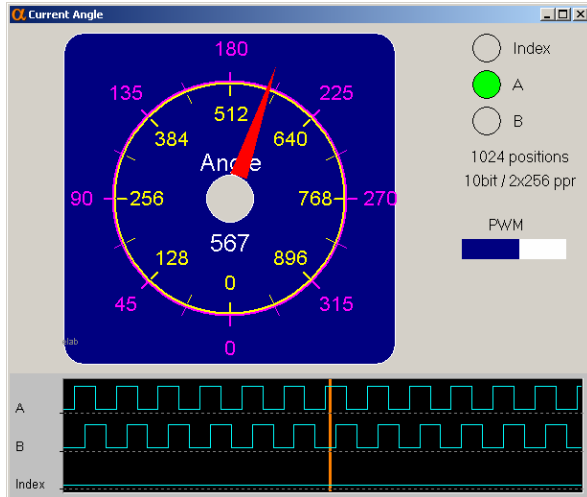 α Current Angle
180
135
225
512
384
640
Angle
90
256
768
270
567
128
896
45
0
315
0
Index
A
B
1024 positions
10bit / 2x256 ppr
PWM
A
B
Index